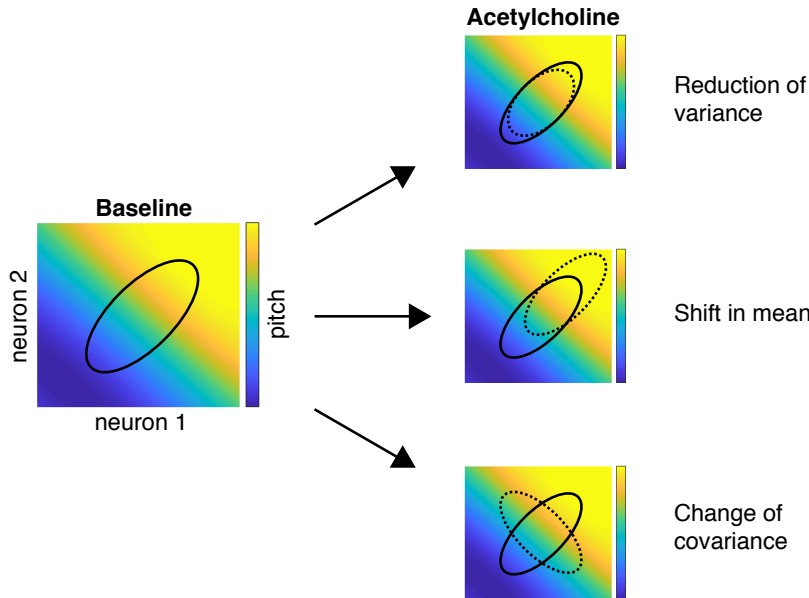 Acetylcholine
Reduction of
variance
Baseline
neuron 2
pitch
neuron 1
Shift in mean
Change of
covariance